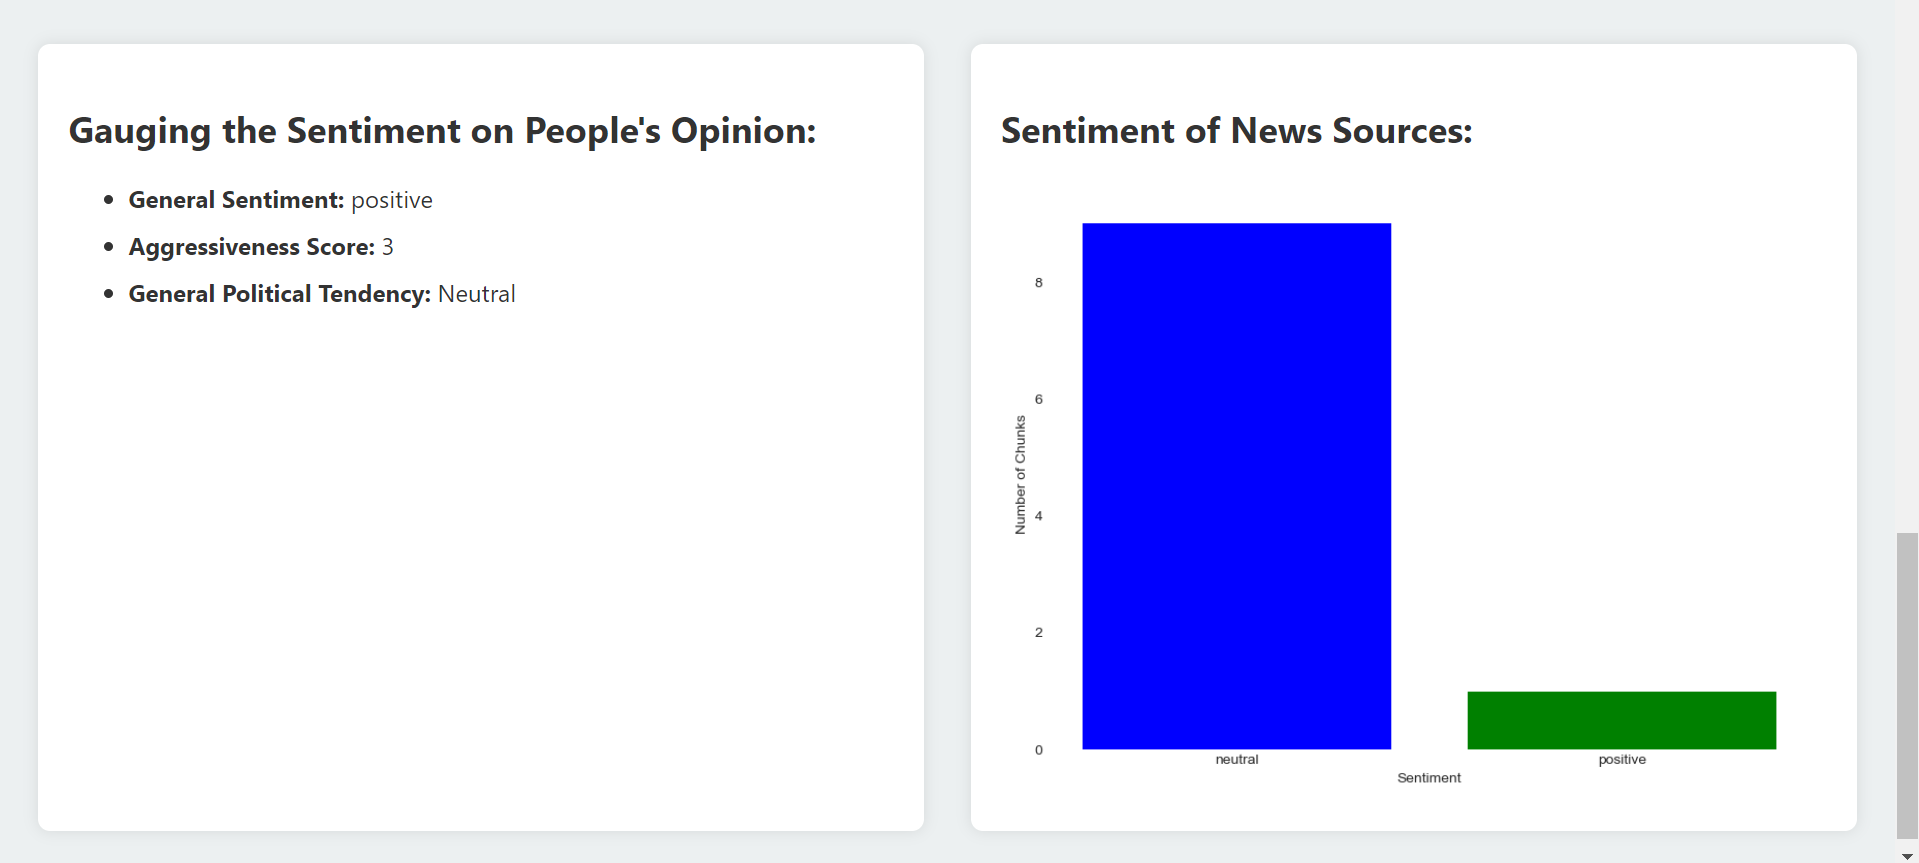 Gauging the Sentiment on People's Opinion:
General Sentiment: positive
Aggressiveness Score: 3
General Political Tendency: Neutral
Sentiment of News Sources:
Number of Chunks
8
6
4
2
0
neutral positive
Sentiment